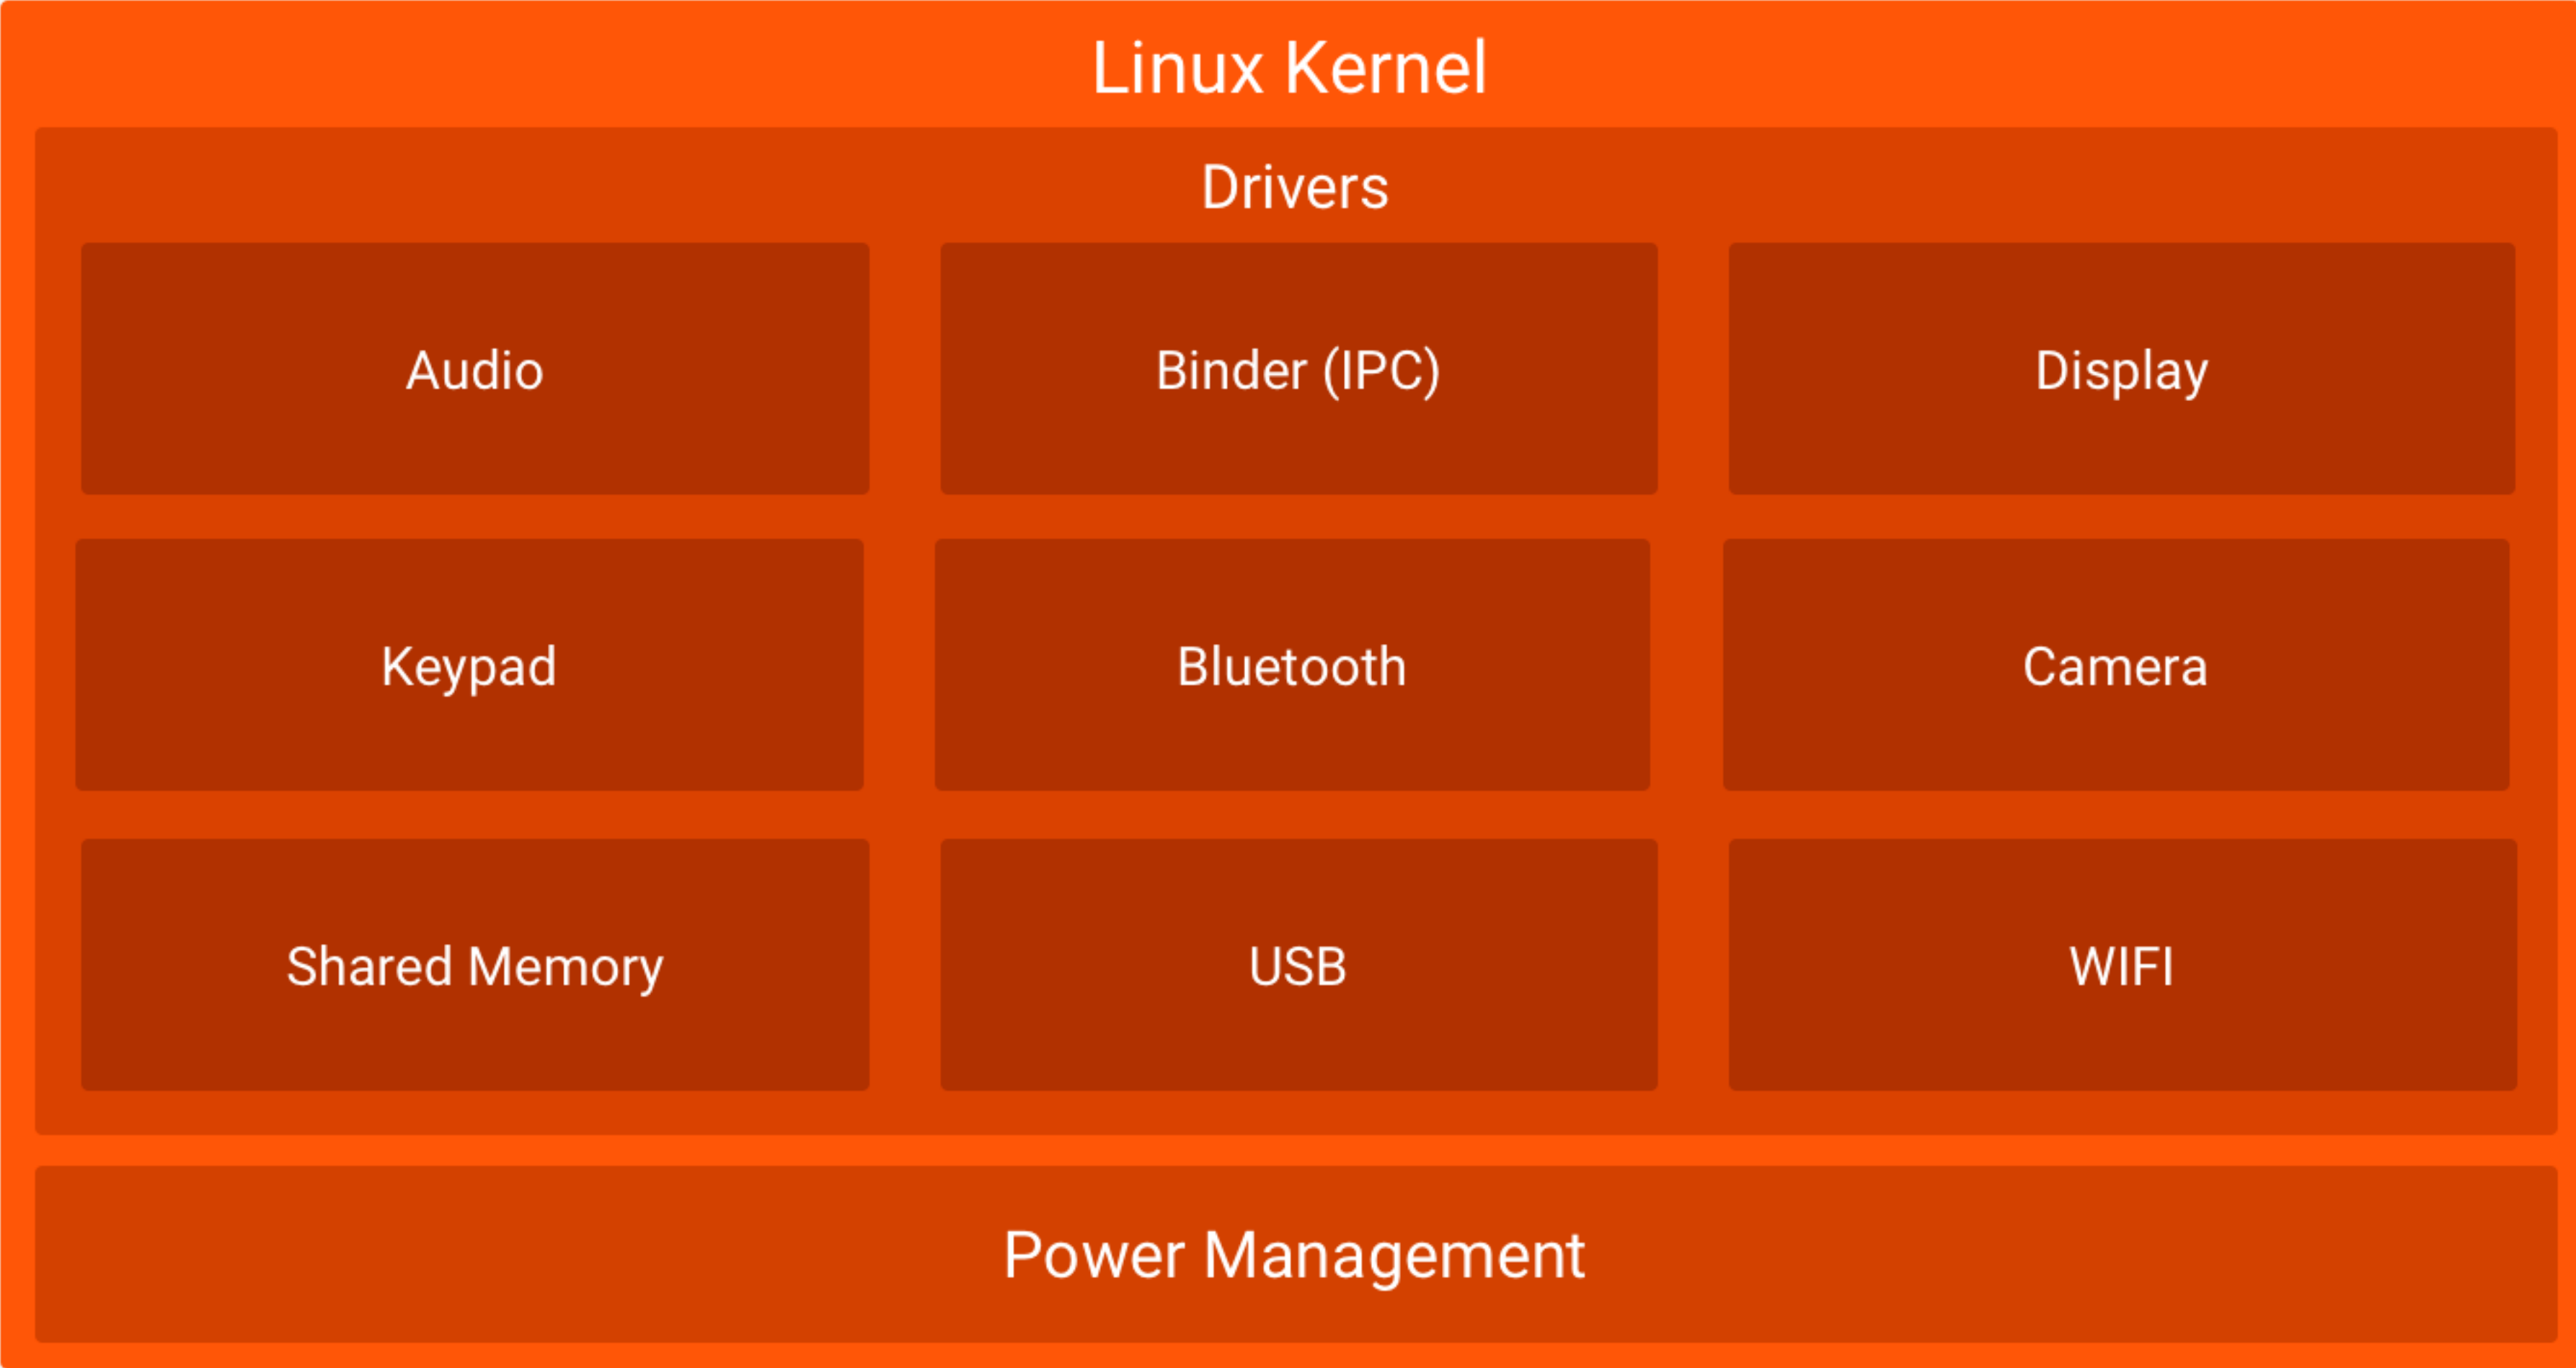 Linux Kernel
Drivers
Audio
Binder (IPC)
Display
Keypad
Bluetooth
Camera
Shared Memory
USB
WIFI
Power Management